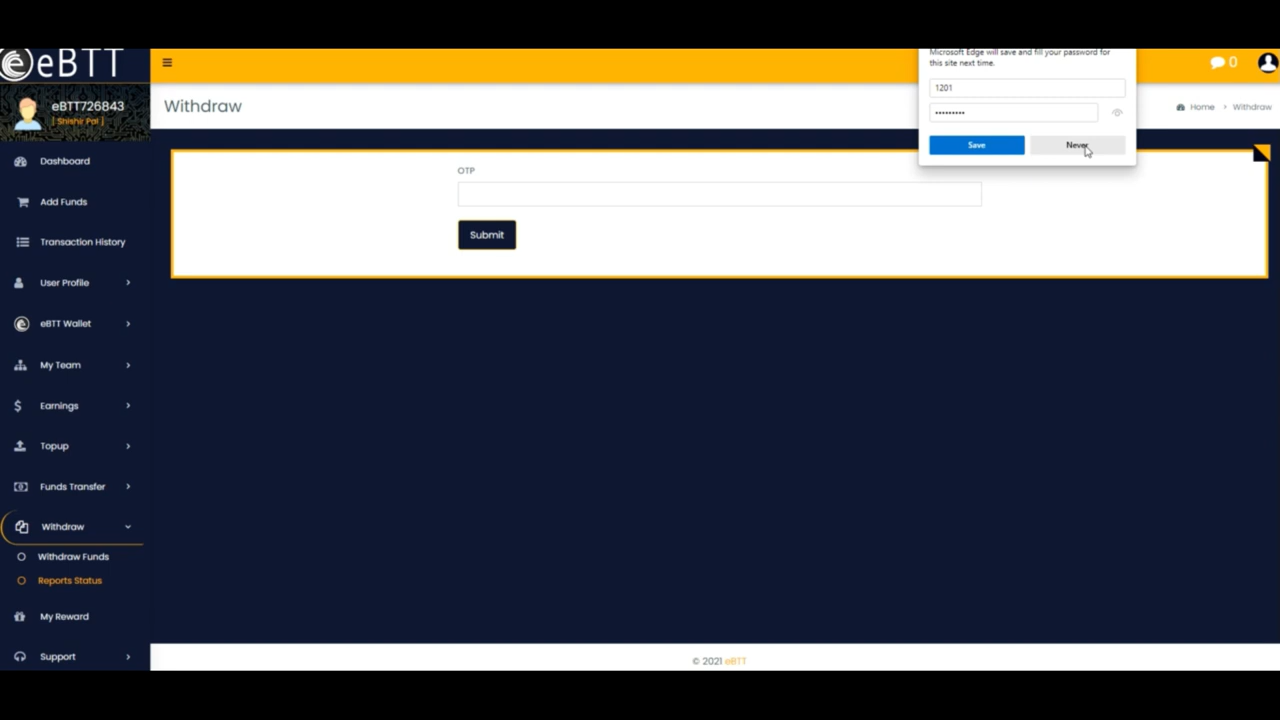 eBTT
0
eBTT726843
[ Shishir Pal ]
Withdraw
Home > Withdraw
Microsoft Edge will save and fill your password for
this site next time.
1201
•••••••••
Save
Never
Dashboard
Add Funds
Transaction History
User Profile
eBTT Wallet
My Team
Earnings
Topup
Funds Transfer
Withdraw
Withdraw Funds
Reports Status
My Reward
Support
OTP
Submit
© 2021 eBTT